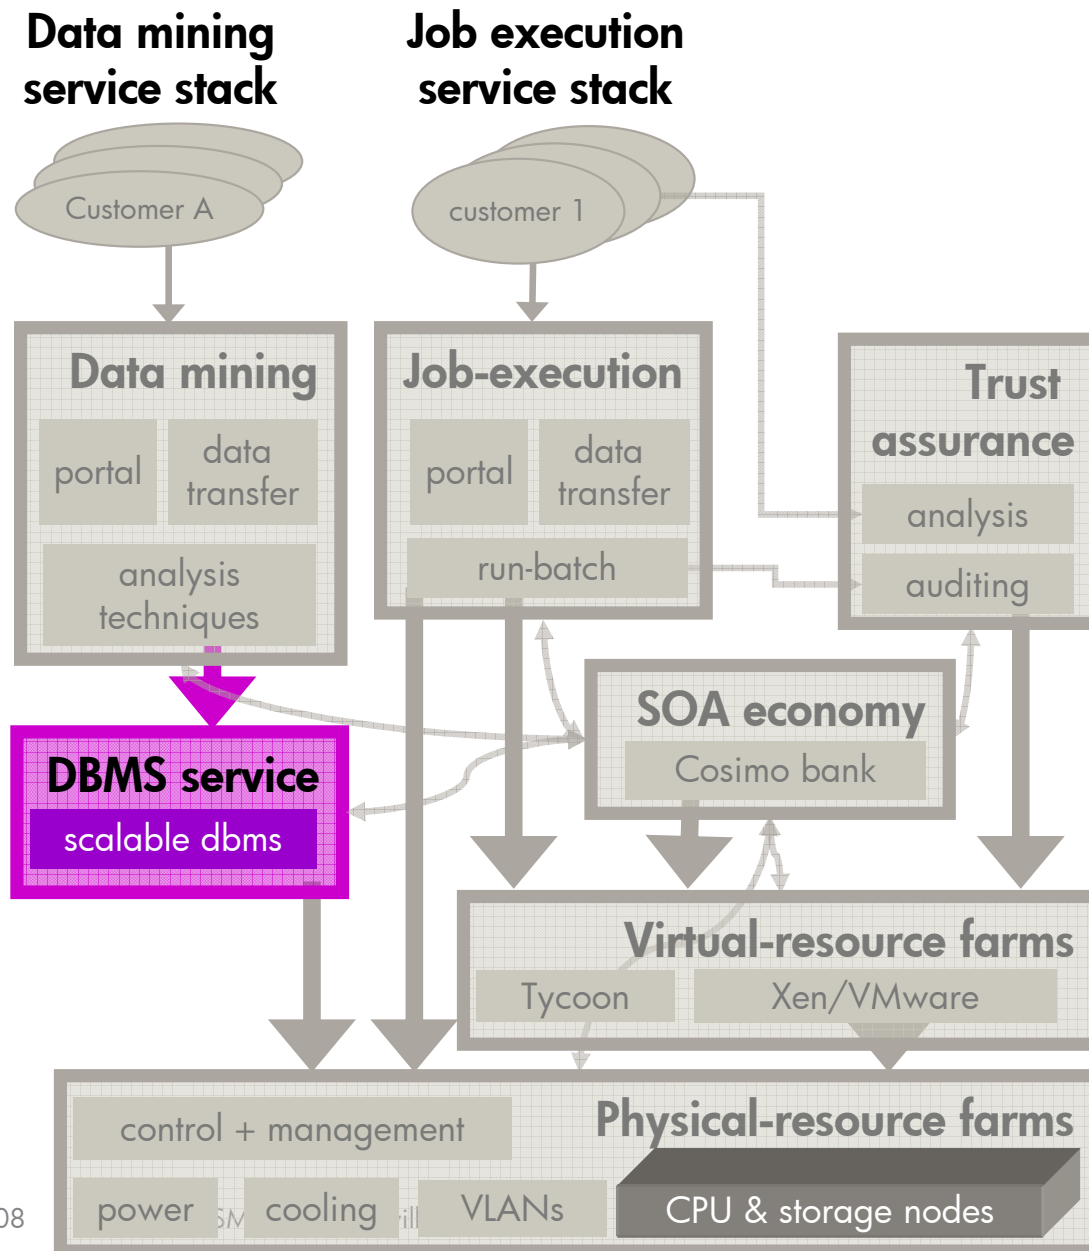 Data mining
service stack
Job execution
service stack
Customer A
customer 1
Data mining
portal
data
transfer
analysis
techniques
Job-execution
portal
data
transfer
run-batch
Trust
assurance
analysis
auditing
SOA economy
Cosimo bank
DBMS service
scalable dbms
Virtual-resource farms
Tycoon
Xen/VMware
Physical-resource farms
control + management
power
cooling
VLANs
CPU & storage nodes
08